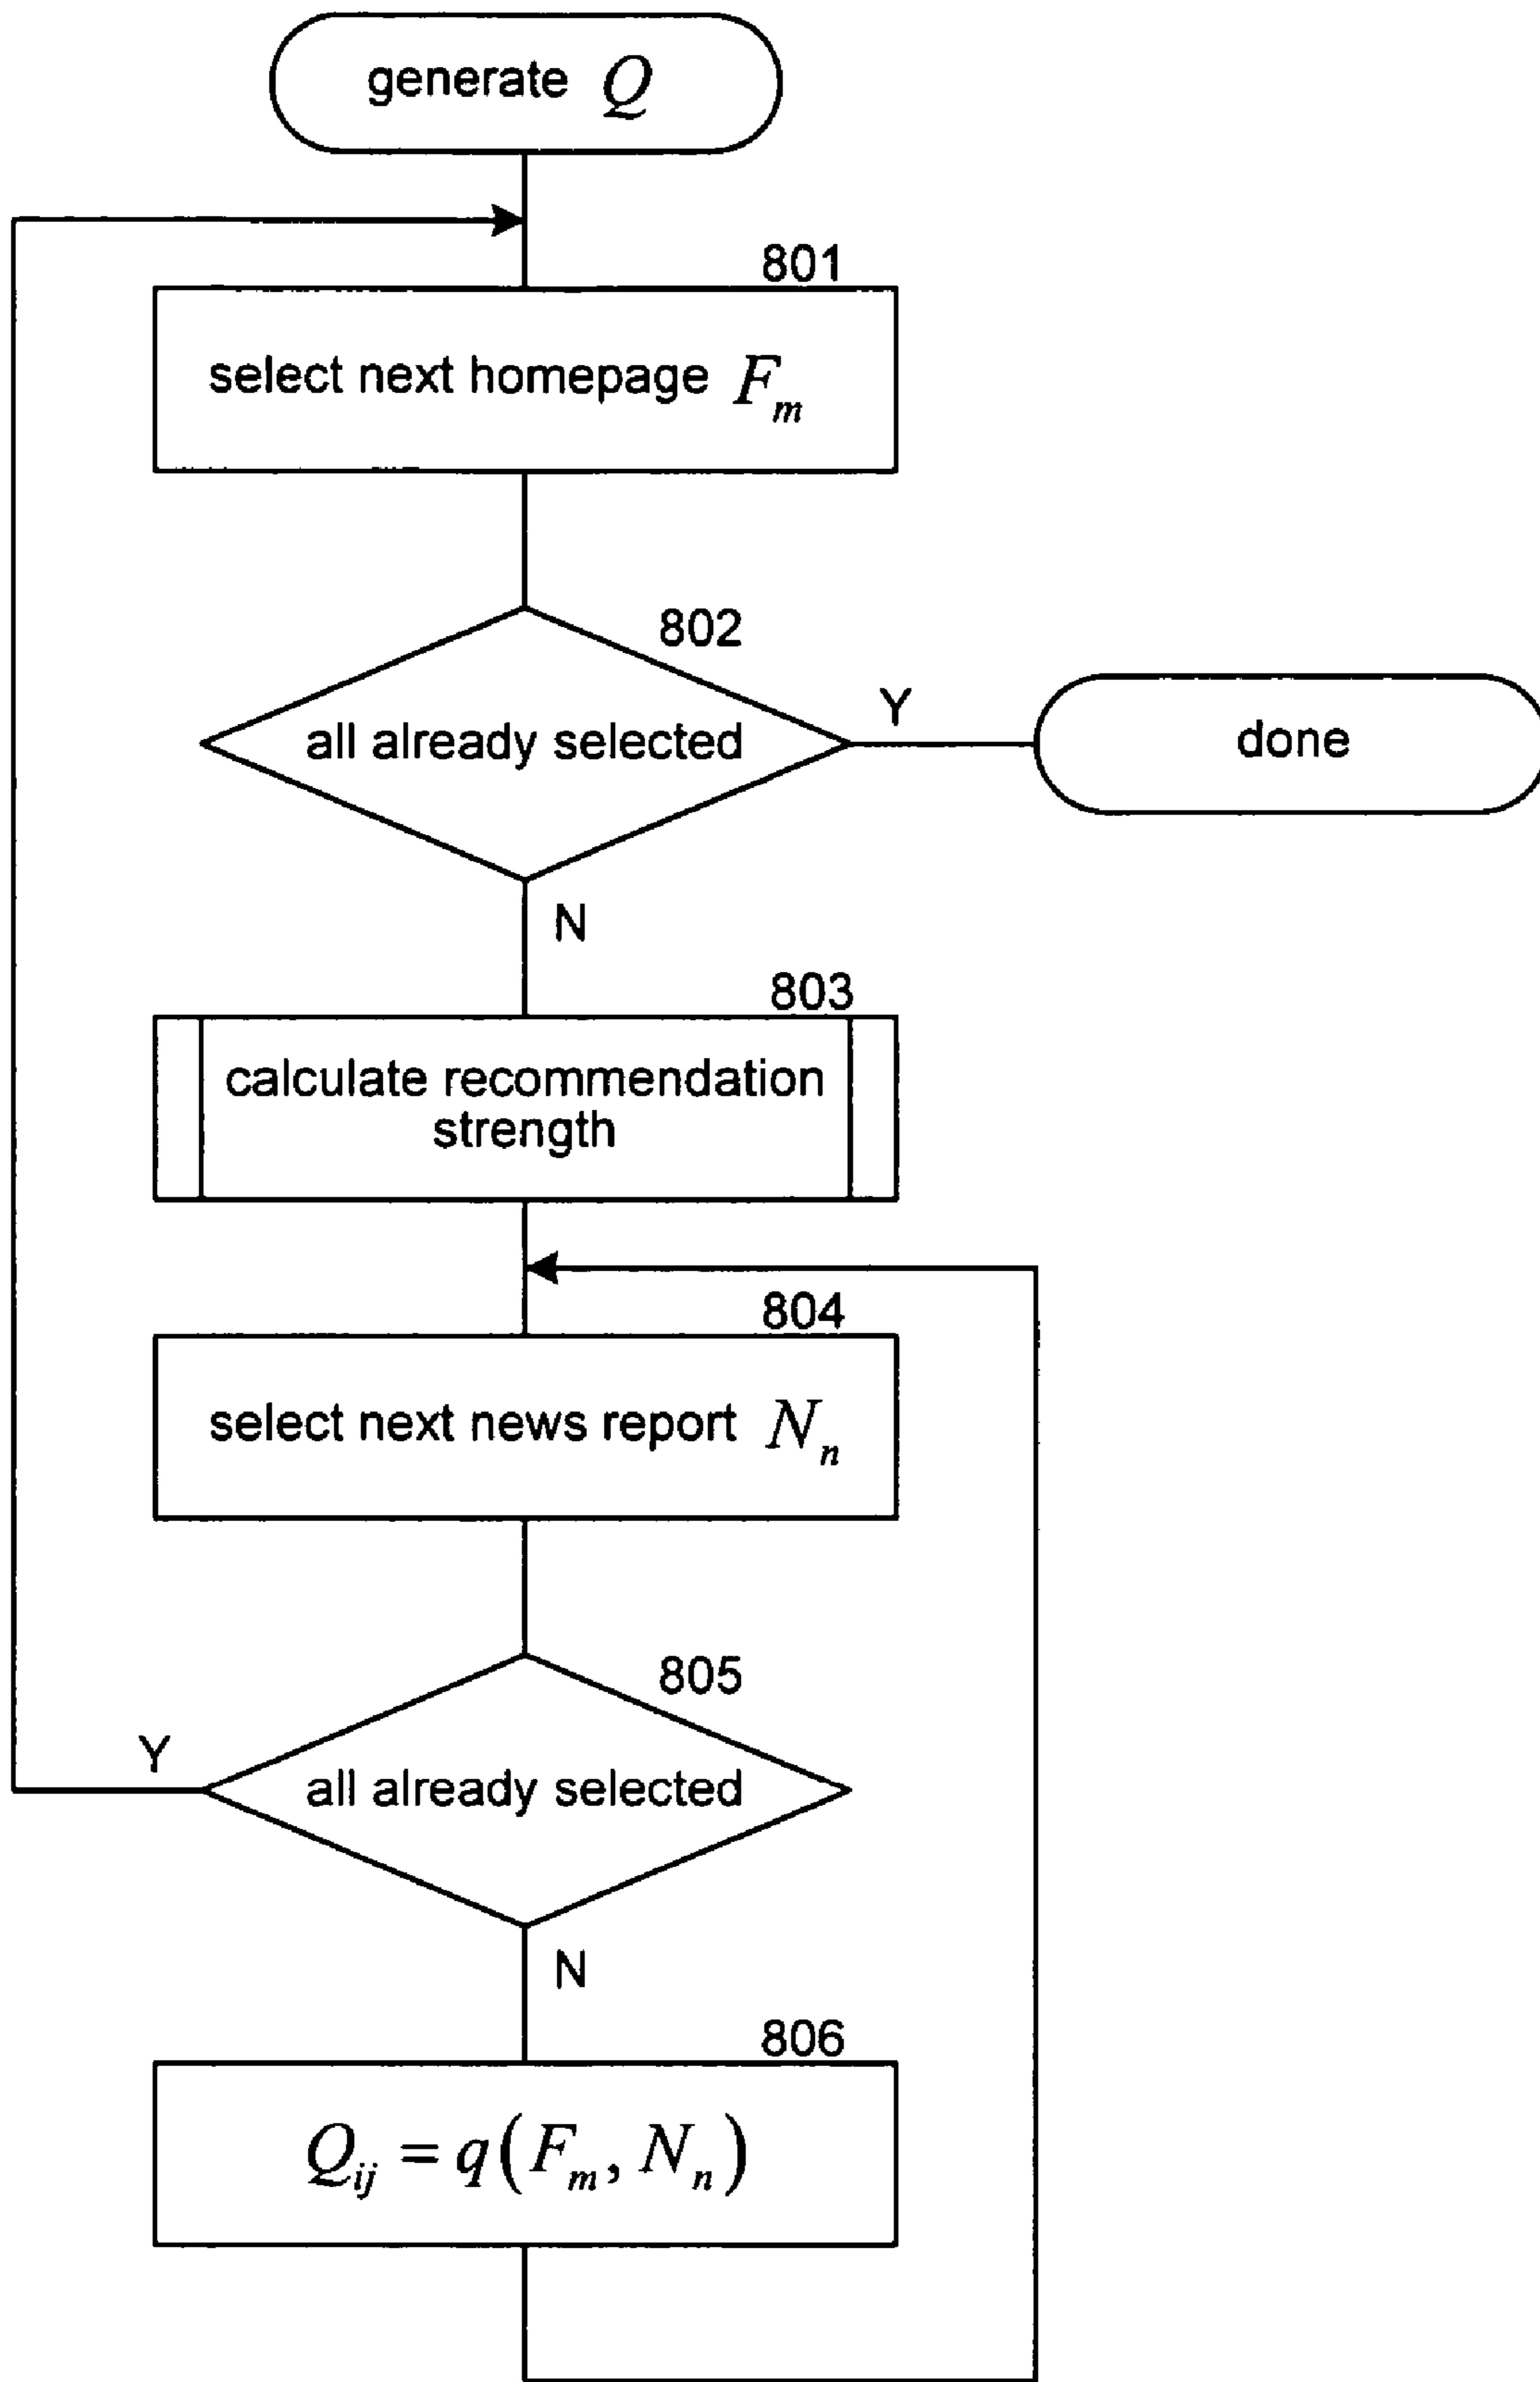 generate Q
801
select next homepage F_m
802
all already selected
Y
done
N
803
calculate recommendation
strength
804
select next news report N_n
805
Y
all already selected
N
806
Q_ij = q(F_m, N_n)